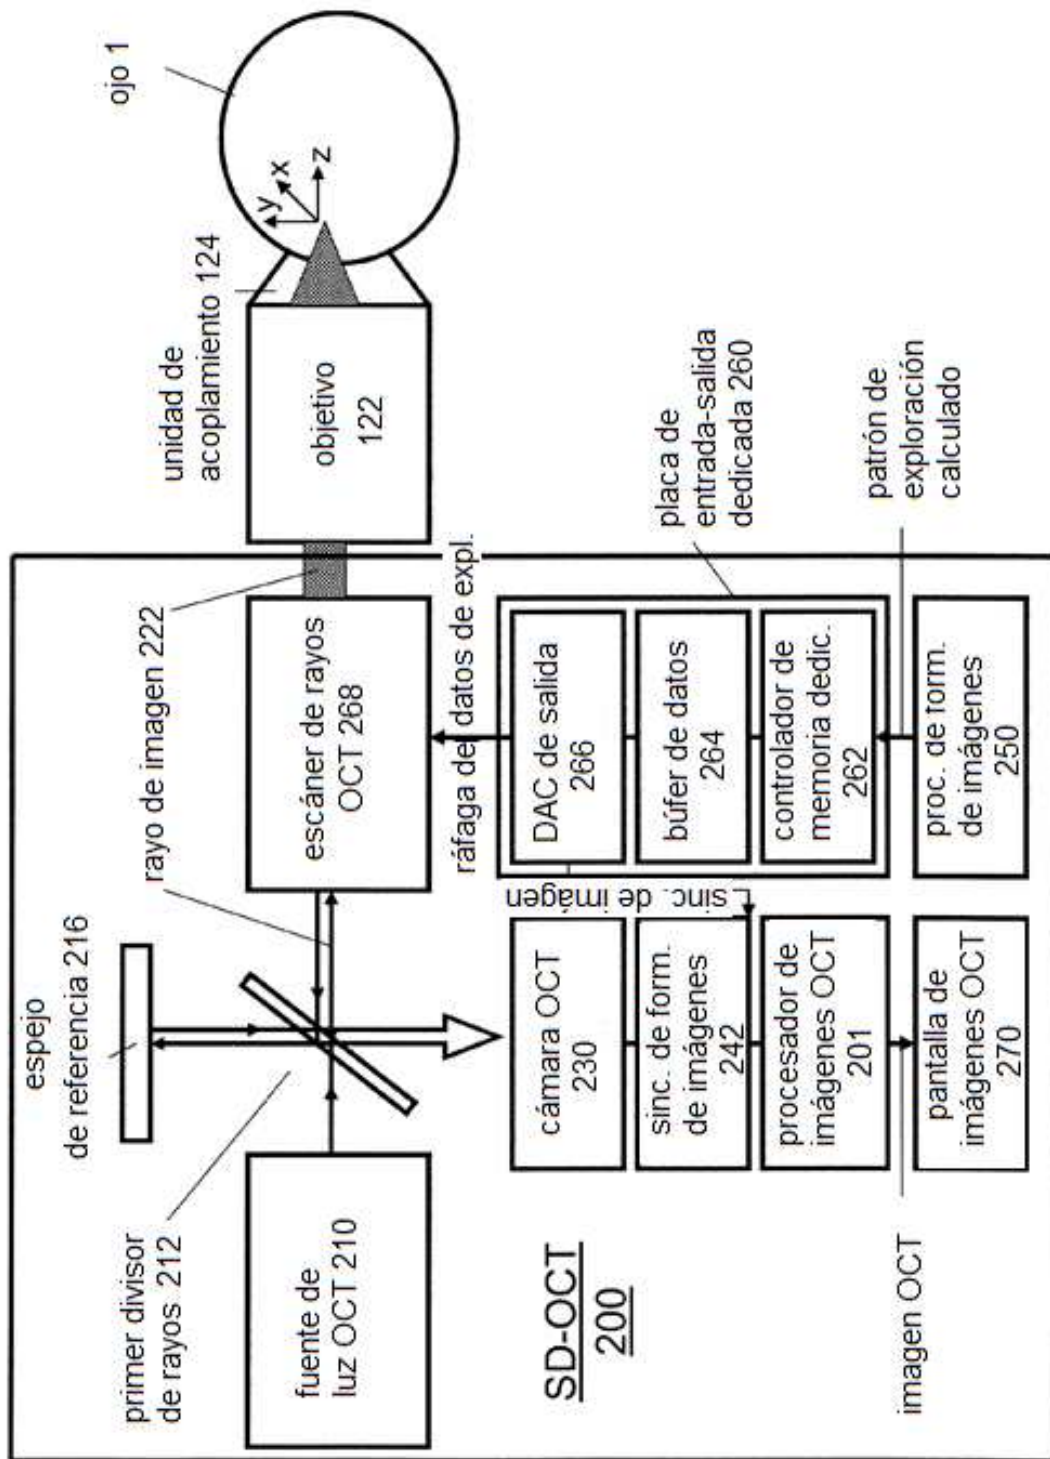 espejo
de referencia 216
rayo de imagen 222
unidad de
acoplamiento 124
ojo 1
primer divisor
de rayos 212
fuente de
luz OCT 210
escáner de rayos
OCT 268
objetivo
122
y
x
z
ráfaga de datos de expl.
SD-OCT
200
cámara OCT
230
sinc. de form.
de imágenes
242
procesador de
imágenes OCT
201
pantalla de
imágenes OCT
270
imagen OCT
sinc. de imagen
DAC de salida
266
búfer de datos
264
controlador de
memoria dedic.
262
proc. de form.
de imágenes
250
placa de
entrada-salida
dedicada 260
patrón de
exploración
calculado